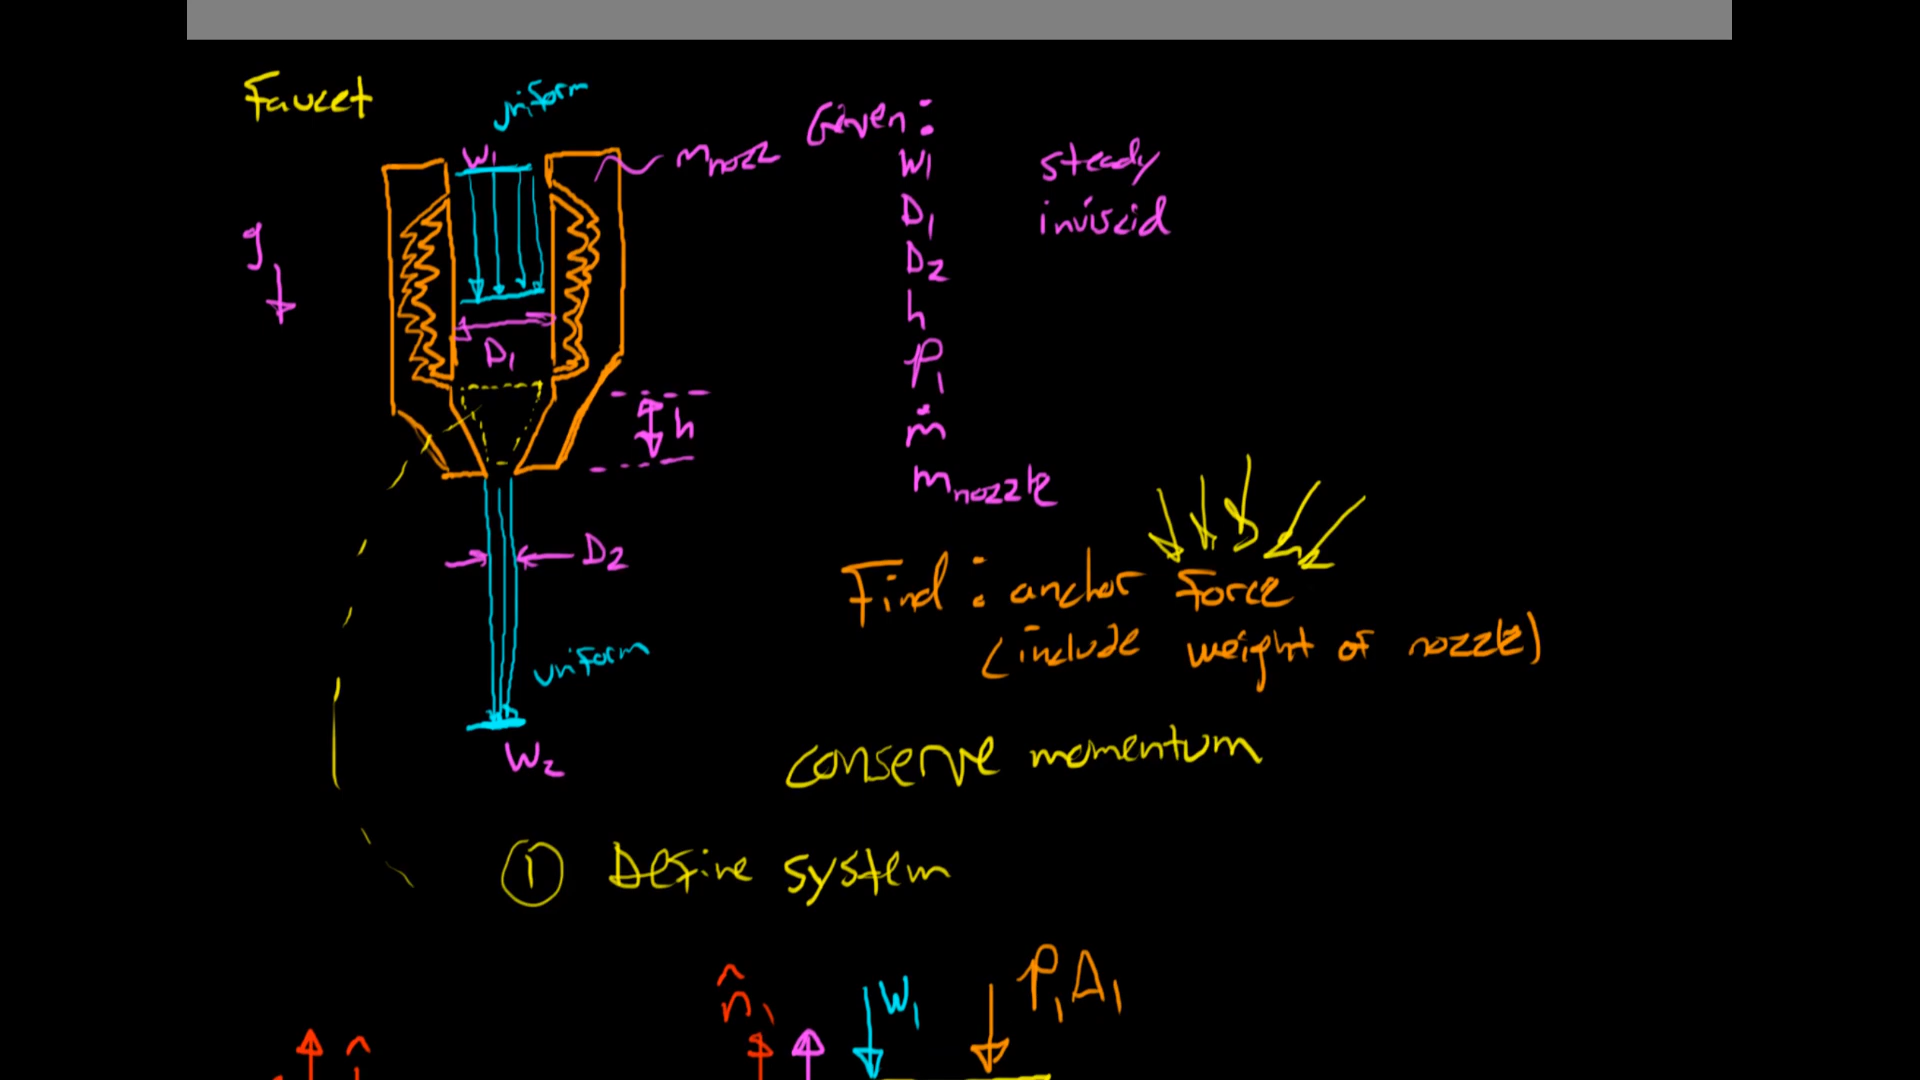 Faucet
uniform
W1
mnozz
g
D1
h
D2
uniform
W2
Given:
W1
D1
D2
h
P1
ṁ
mnozzle
steady
inviscid
Find: anchor force
(include weight of nozzle)
conserve momentum
① Define system
n̂1
W1
P1A1